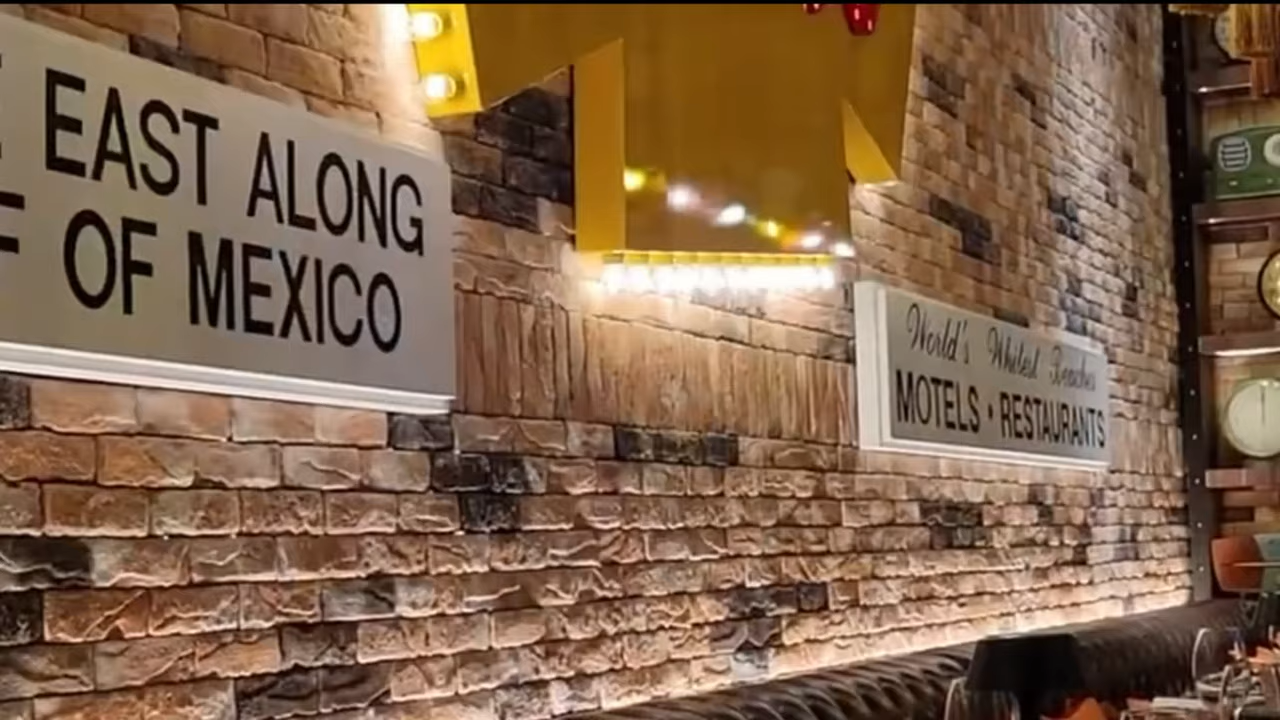 EAST ALONG
OF MEXICO
World's Whitest Beaches
MOTELS • RESTAURANTS